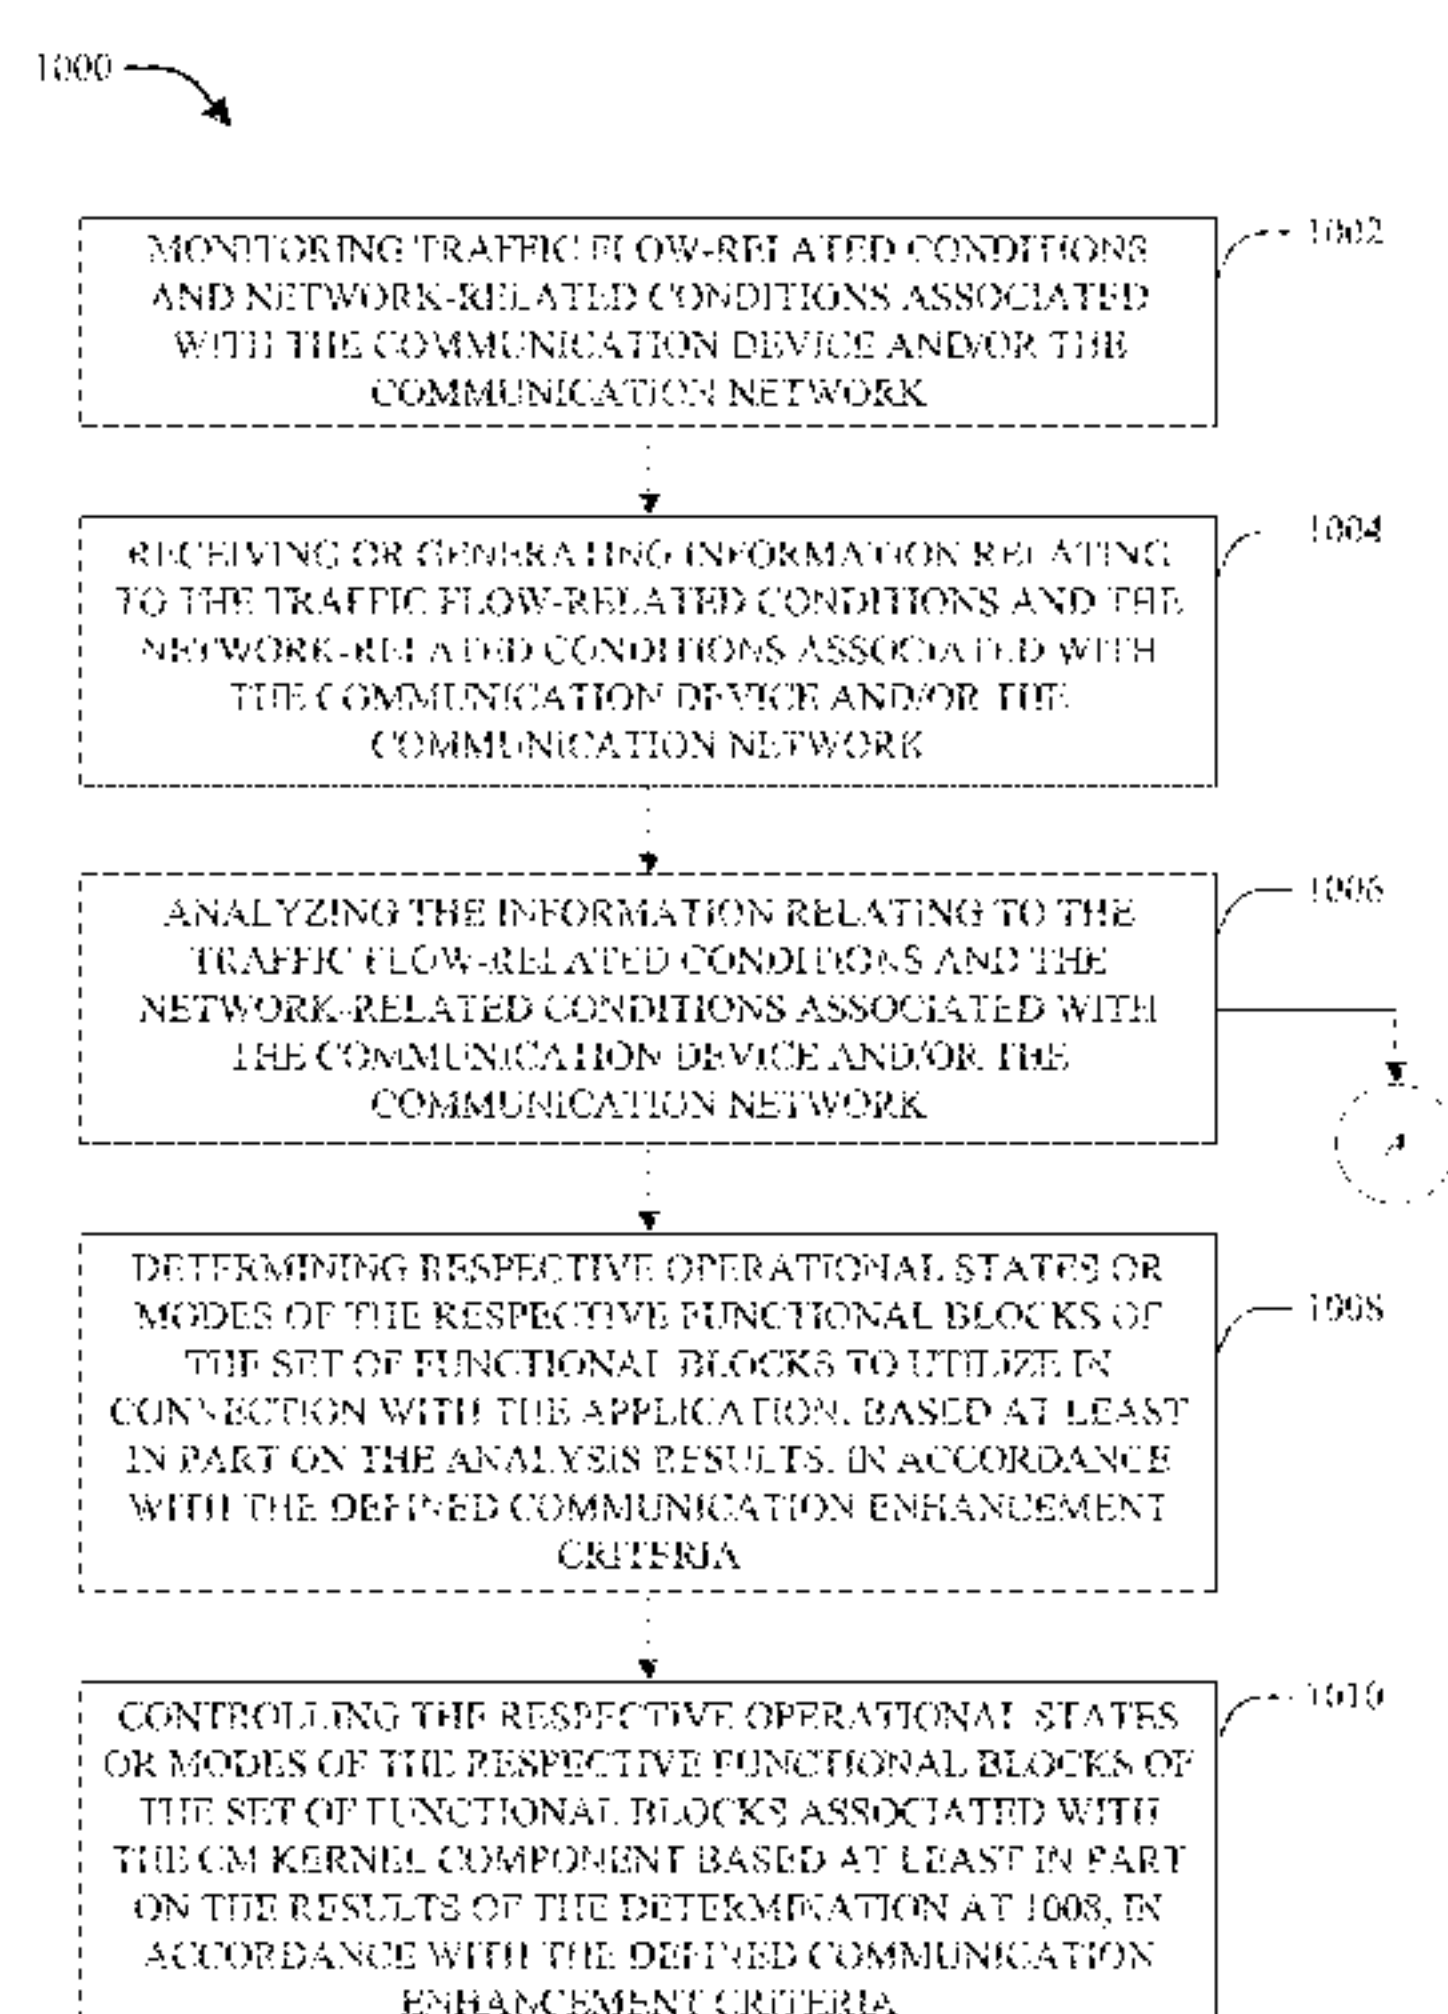 1000
1002
MONITORING TRAFFIC FLOW-RELATED CONDITIONS
AND NETWORK-RELATED CONDITIONS ASSOCIATED
WITH THE COMMUNICATION DEVICE AND/OR THE
COMMUNICATION NETWORK
1004
RECEIVING OR GENERATING INFORMATION RELATING
TO THE TRAFFIC FLOW-RELATED CONDITIONS AND THE
NETWORK-RELATED CONDITIONS ASSOCIATED WITH
THE COMMUNICATION DEVICE AND/OR THE
COMMUNICATION NETWORK
1006
ANALYZING THE INFORMATION RELATING TO THE
TRAFFIC FLOW-RELATED CONDITIONS AND THE
NETWORK-RELATED CONDITIONS ASSOCIATED WITH
THE COMMUNICATION DEVICE AND/OR THE
COMMUNICATION NETWORK
A
1008
DETERMINING RESPECTIVE OPERATIONAL STATES OR
MODES OF THE RESPECTIVE FUNCTIONAL BLOCKS OF
THE SET OF FUNCTIONAL BLOCKS TO UTILIZE IN
CONNECTION WITH THE APPLICATION, BASED AT LEAST
IN PART ON THE ANALYSIS RESULTS, IN ACCORDANCE
WITH THE DEFINED COMMUNICATION ENHANCEMENT
CRITERIA
1010
CONTROLLING THE RESPECTIVE OPERATIONAL STATES
OR MODES OF THE RESPECTIVE FUNCTIONAL BLOCKS OF
THE SET OF FUNCTIONAL BLOCKS ASSOCIATED WITH
THE CM KERNEL COMPONENT BASED AT LEAST IN PART
ON THE RESULTS OF THE DETERMINATION AT 1008, IN
ACCORDANCE WITH THE DEFINED COMMUNICATION
ENHANCEMENT CRITERIA